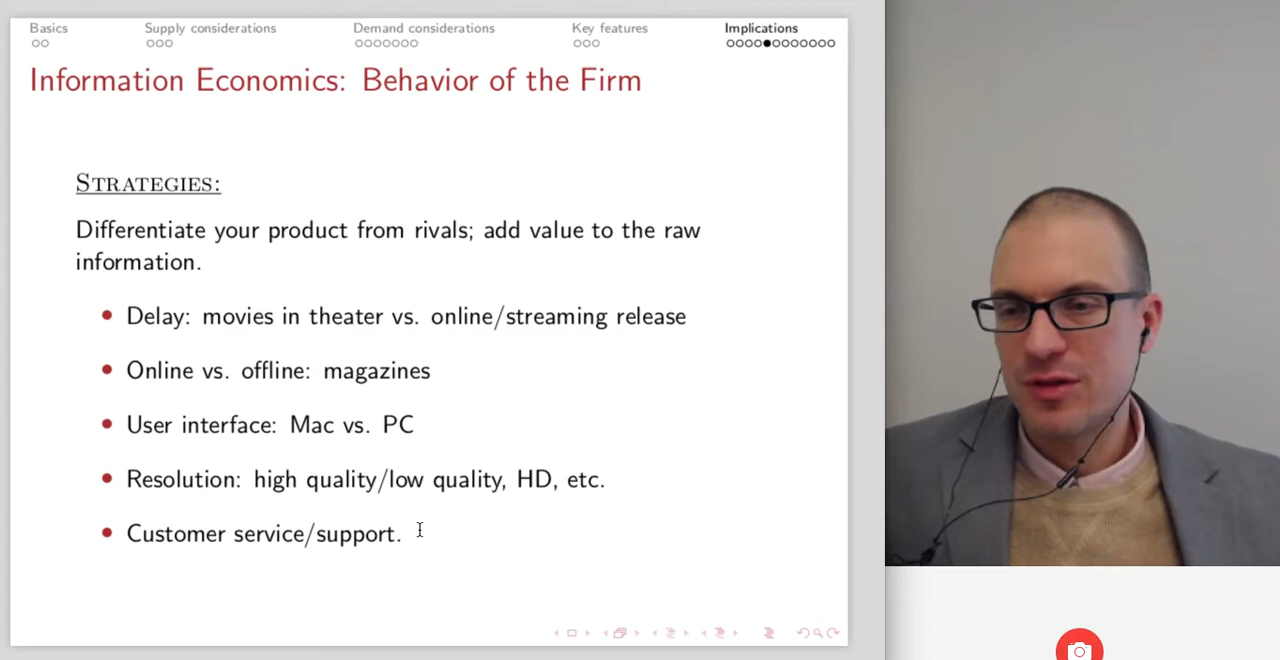 Basics Supply considerations Demand considerations Key features Implications
Information Economics: Behavior of the Firm
STRATEGIES:
Differentiate your product from rivals; add value to the raw
information.
Delay: movies in theater vs. online/streaming release
Online vs. offline: magazines
User interface: Mac vs. PC
Resolution: high quality/low quality, HD, etc.
Customer service/support.